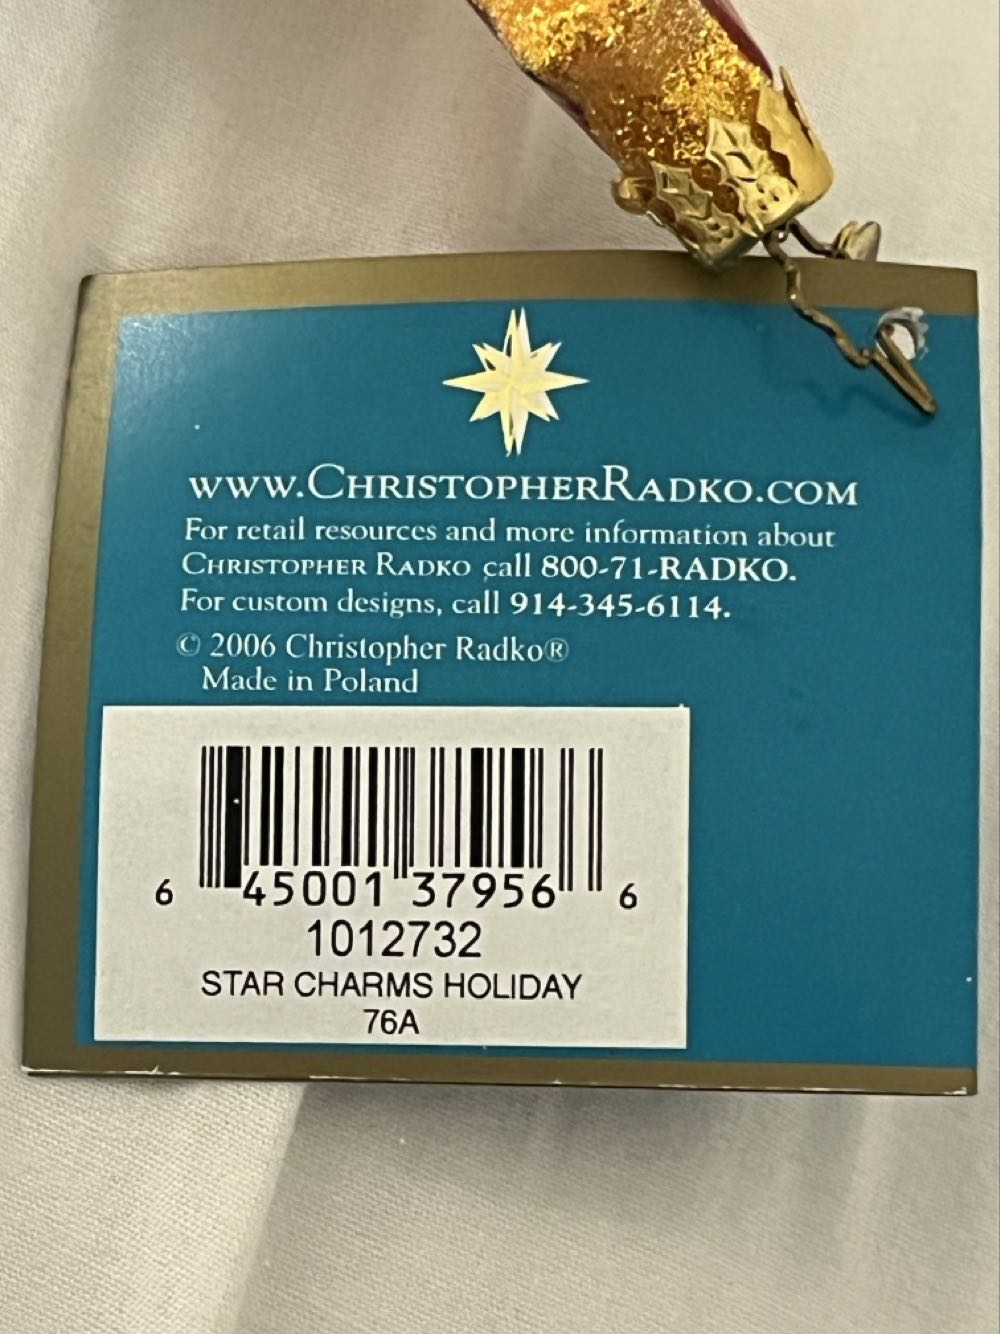 www.ChristopherRadko.com
For retail resources and more information about
Christopher Radko call 800-71-RADKO.
For custom designs, call 914-345-6114.
© 2006 Christopher Radko®
Made in Poland
6 45001 37956 6
1012732
STAR CHARMS HOLIDAY
76A